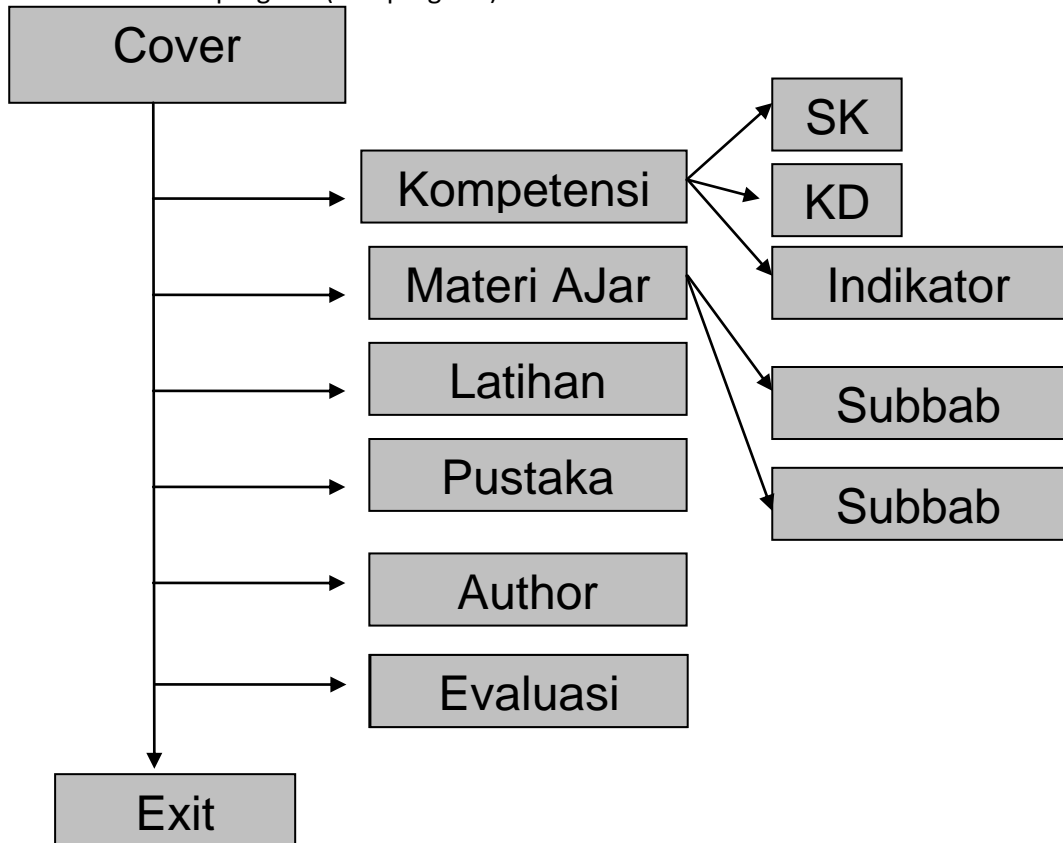 Cover
SK
Kompetensi
KD
Materi AJar
Indikator
Latihan
Subbab
Pustaka
Subbab
Author
Evaluasi
Exit